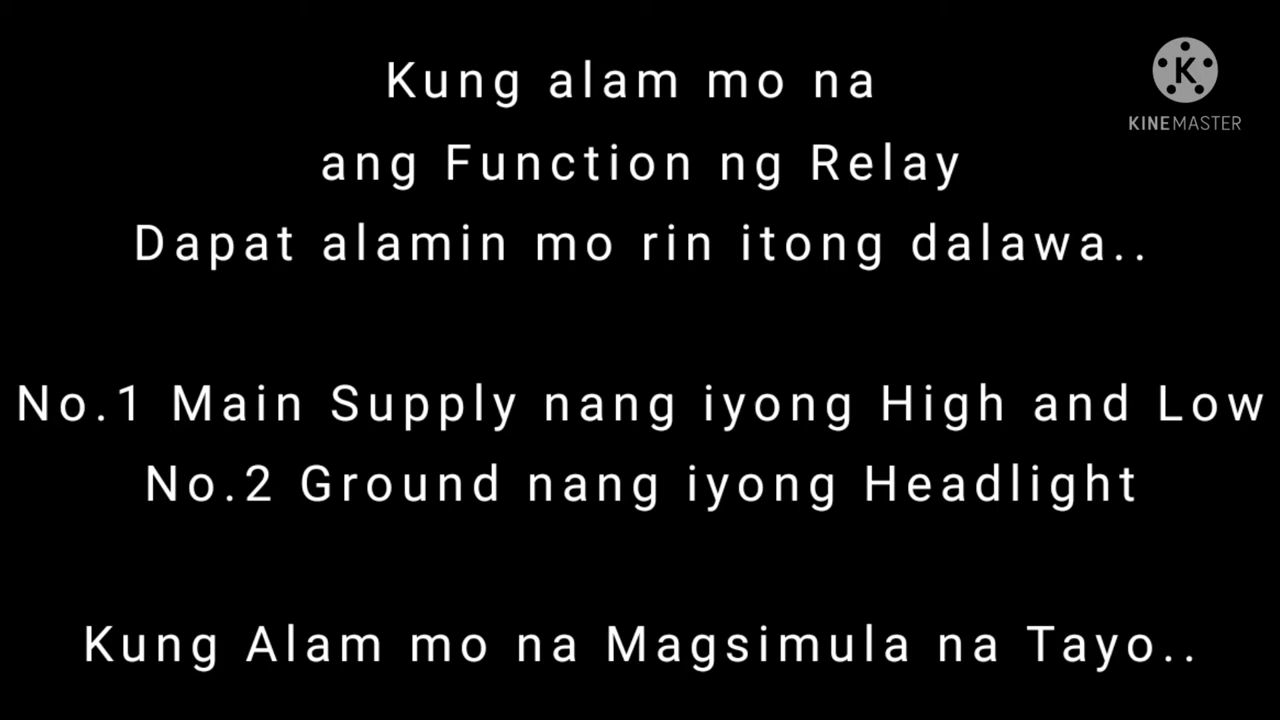 Kung alam mo na
K
KINEMASTER
ang Function ng Relay
Dapat alamin mo rin itong dalawa..
No.1 Main Supply nang iyong High and Low
No.2 Ground nang iyong Headlight
Kung Alam mo na Magsimula na Tayo..